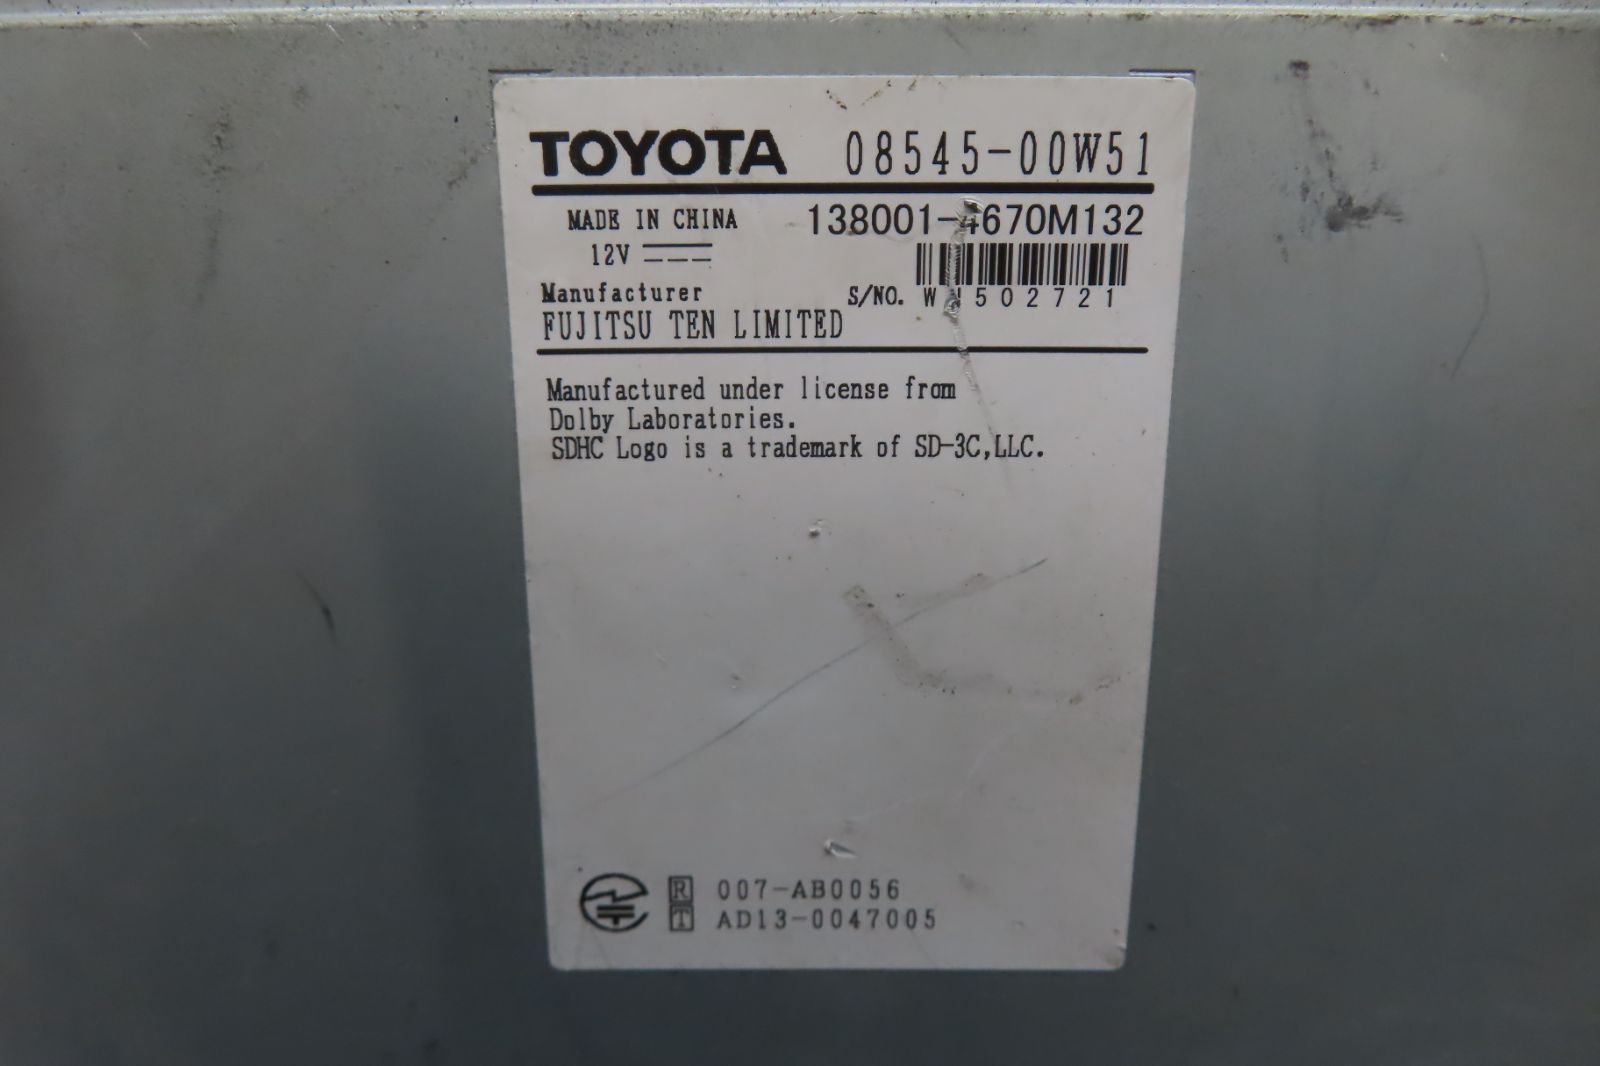 TOYOTA 08545-00W51
MADE IN CHINA 138001-4670M132
12V
Manufacturer S/NO.
FUJITSU TEN LIMITED
Manufactured under license from
Dolby Laboratories.
SDHC Logo is a trademark of SD-3C,LLC.
R 007-AB0056
T AD13-0047005